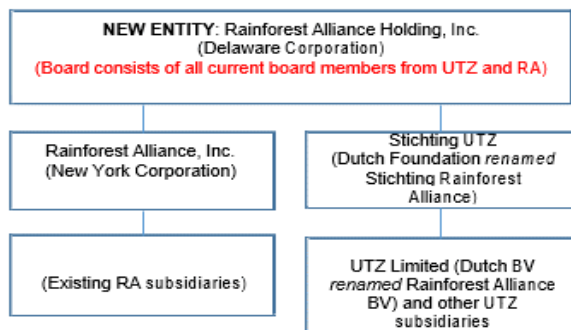 NEW ENTITY: Rainforest Alliance Holding, Inc.
(Delaware Corporation)
(Board consists of all current board members from UTZ and RA)
Rainforest Alliance, Inc.
(New York Corporation)
Stichting UTZ
(Dutch Foundation renamed
Stichting Rainforest
Alliance)
(Existing RA subsidiaries)
UTZ Limited (Dutch BV
renamed Rainforest Alliance
BV) and other UTZ
subsidiaries